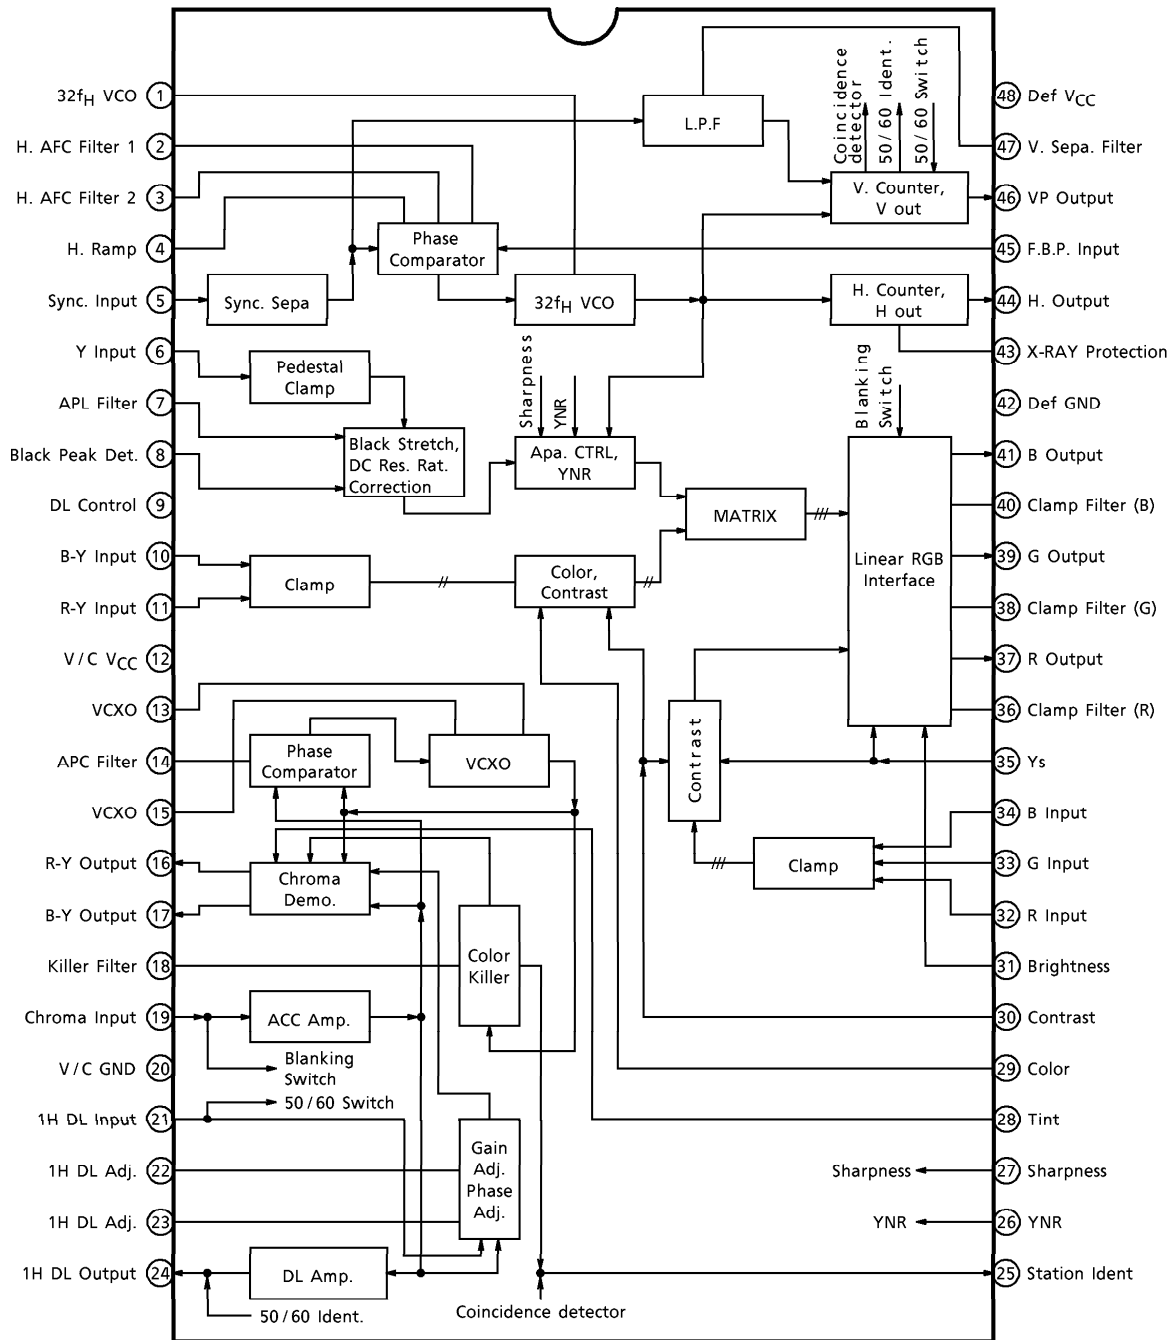 32fH VCO 1
H. AFC Filter 1 2
H. AFC Filter 2 3
H. Ramp 4
Sync. Input 5
Y Input 6
APL Filter 7
Black Peak Det. 8
DL Control 9
B-Y Input 10
R-Y Input 11
V/C VCC 12
VCXO 13
APC Filter 14
VCXO 15
R-Y Output 16
B-Y Output 17
Killer Filter 18
Chroma Input 19
V/C GND 20
1H DL Input 21
1H DL Adj. 22
1H DL Adj. 23
1H DL Output 24
L.P.F
Coincidence
detector
50/60 Ident.
50/60 Switch
V. Counter,
V out
Phase
Comparator
Sync. Sepa
32fH VCO
H. Counter,
H out
Pedestal
Clamp
Sharpness
YNR
Blanking
Switch
Black Stretch,
DC Res. Rat.
Correction
Apa. CTRL,
YNR
MATRIX
Linear RGB
Interface
Clamp
Color,
Contrast
Contrast
Phase
Comparator
VCXO
Clamp
Chroma
Demo.
Color
Killer
ACC Amp.
Blanking
Switch
50/60 Switch
Gain
Adj.
Phase
Adj.
Sharpness
YNR
DL Amp.
50/60 Ident.
Coincidence detector
48 Def VCC
47 V. Sepa. Filter
46 VP Output
45 F.B.P. Input
44 H. Output
43 X-RAY Protection
42 Def GND
41 B Output
40 Clamp Filter (B)
39 G Output
38 Clamp Filter (G)
37 R Output
36 Clamp Filter (R)
35 Ys
34 B Input
33 G Input
32 R Input
31 Brightness
30 Contrast
29 Color
28 Tint
27 Sharpness
26 YNR
25 Station Ident